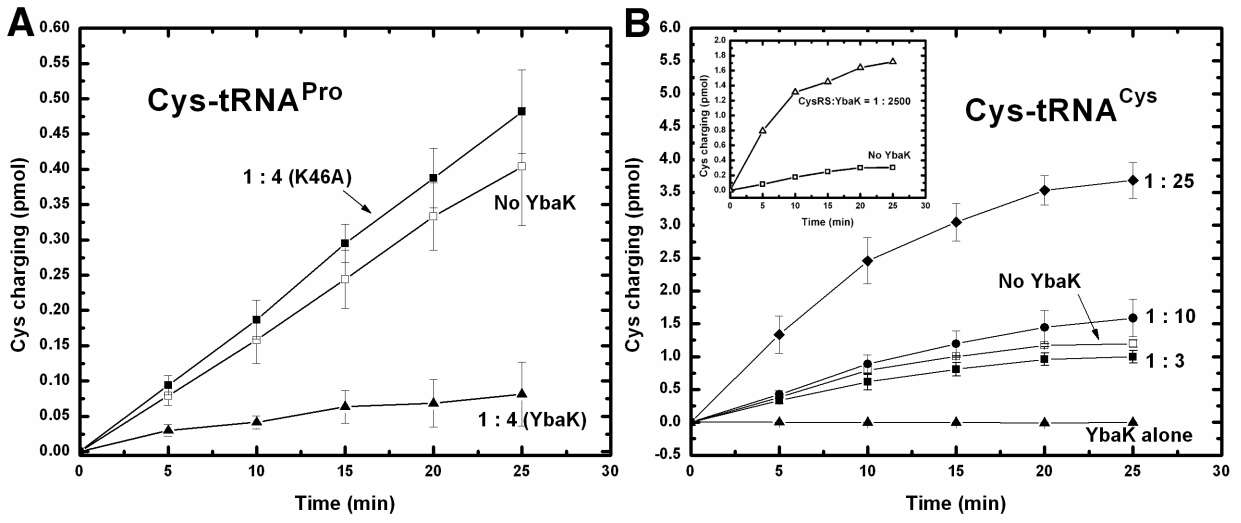 A
Cys-tRNAPro
1 : 4 (K46A)
No YbaK
1 : 4 (YbaK)
Cys charging (pmol)
0.60
0.55
0.50
0.45
0.40
0.35
0.30
0.25
0.20
0.15
0.10
0.05
0.00
0 5 10 15 20 25 30
Time (min)
B
Cys-tRNACys
Cys charging (pmol)
6.0
5.5
5.0
4.5
4.0
3.5
3.0
2.5
2.0
1.5
1.0
0.5
0.0
-0.5
0 5 10 15 20 25 30
Time (min)
1 : 25
No YbaK
1 : 10
1 : 3
YbaK alone
Cys charging (pmol)
2.0
1.8
1.6
1.4
1.2
1.0
0.8
0.6
0.4
0.2
0.0
CysRS:YbaK = 1 : 2500
No YbaK
0 5 10 15 20 25 30
Time (min)